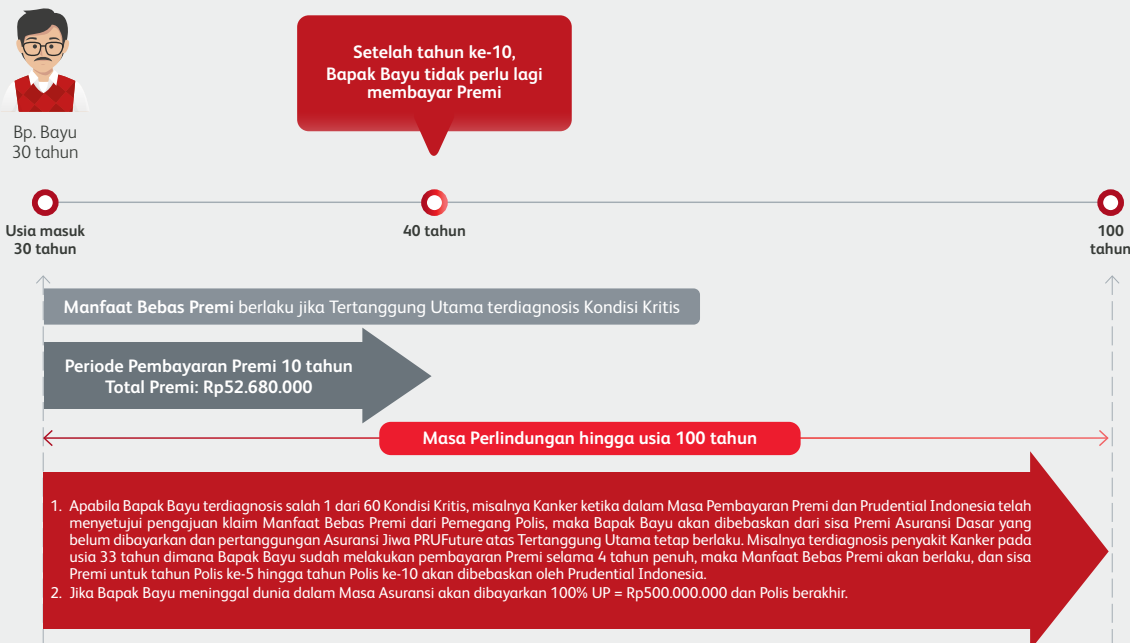 Setelah tahun ke-10,
Bapak Bayu tidak perlu lagi
membayar Premi
Bp. Bayu
30 tahun
Usia masuk
30 tahun
40 tahun
100
tahun
Manfaat Bebas Premi berlaku jika Tertanggung Utama terdiagnosis Kondisi Kritis
Periode Pembayaran Premi 10 tahun
Total Premi: Rp52.680.000
Masa Perlindungan hingga usia 100 tahun
1. Apabila Bapak Bayu terdiagnosis salah 1 dari 60 Kondisi Kritis, misalnya Kanker ketika dalam Masa Pembayaran Premi dan Prudential Indonesia telah
menyetujui pengajuan klaim Manfaat Bebas Premi dari Pemegang Polis, maka Bapak Bayu akan dibebaskan dari sisa Premi Asuransi Dasar yang
belum dibayarkan dan pertanggungan Asuransi Jiwa PRUFuture atas Tertanggung Utama tetap berlaku. Misalnya terdiagnosis penyakit Kanker pada
usia 33 tahun dimana Bapak Bayu sudah melakukan pembayaran Premi selama 4 tahun penuh, maka Manfaat Bebas Premi akan berlaku, dan sisa
Premi untuk tahun Polis ke-5 hingga tahun Polis ke-10 akan dibebaskan oleh Prudential Indonesia.
2. Jika Bapak Bayu meninggal dunia dalam Masa Asuransi akan dibayarkan 100% UP = Rp500.000.000 dan Polis berakhir.